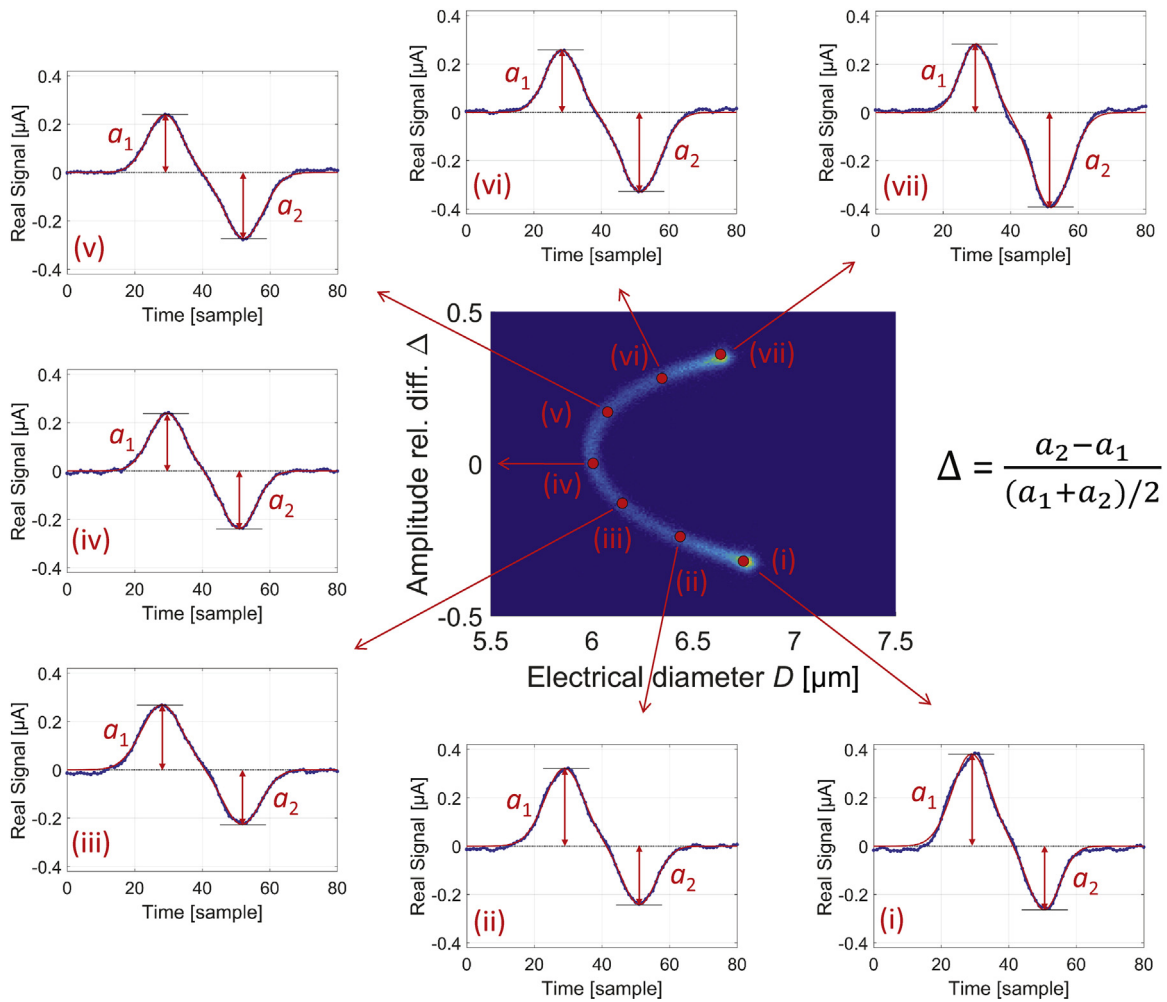 0.4
0.2
0
-0.2
-0.4
Real Signal [µA]
a1
a2
(v)
0 20 40 60 80
Time [sample]
0.4
0.2
0
-0.2
-0.4
Real Signal [µA]
a1
a2
(vi)
0 20 40 60 80
Time [sample]
0.4
0.2
0
-0.2
-0.4
Real Signal [µA]
a1
a2
(vii)
0 20 40 60 80
Time [sample]
0.4
0.2
0
-0.2
-0.4
Real Signal [µA]
a1
a2
(iv)
0 20 40 60 80
Time [sample]
0.5
0
-0.5
Amplitude rel. diff. Δ
(vi)
(vii)
(v)
(iv)
(iii)
(ii)
(i)
5.5 6 6.5 7 7.5
Electrical diameter D [µm]
Δ = a2−a1
(a1+a2)/2
0.4
0.2
0
-0.2
-0.4
Real Signal [µA]
a1
a2
(iii)
0 20 40 60 80
Time [sample]
0.4
0.2
0
-0.2
-0.4
Real Signal [µA]
a1
a2
(ii)
0 20 40 60 80
Time [sample]
0.4
0.2
0
-0.2
-0.4
Real Signal [µA]
a1
a2
(i)
0 20 40 60 80
Time [sample]